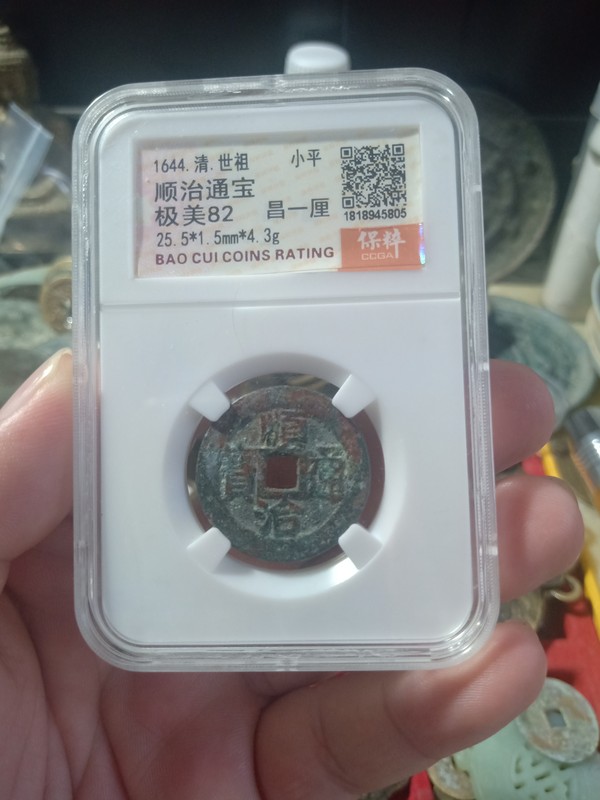 1644.清.世祖 小平
顺治通宝
极美82 昌一厘
1818945805
25.5*1.5mm*4.3g
保粹
CCGA
BAO CUI COINS RATING
順
寶 通
治